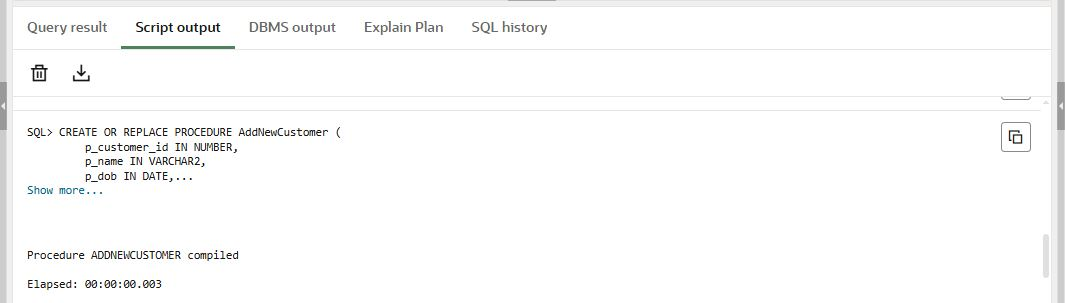 Query result Script output DBMS output Explain Plan SQL history
SQL> CREATE OR REPLACE PROCEDURE AddNewCustomer (
p_customer_id IN NUMBER,
p_name IN VARCHAR2,
p_dob IN DATE,...
Show more...
Procedure ADDNEWCUSTOMER compiled
Elapsed: 00:00:00.003